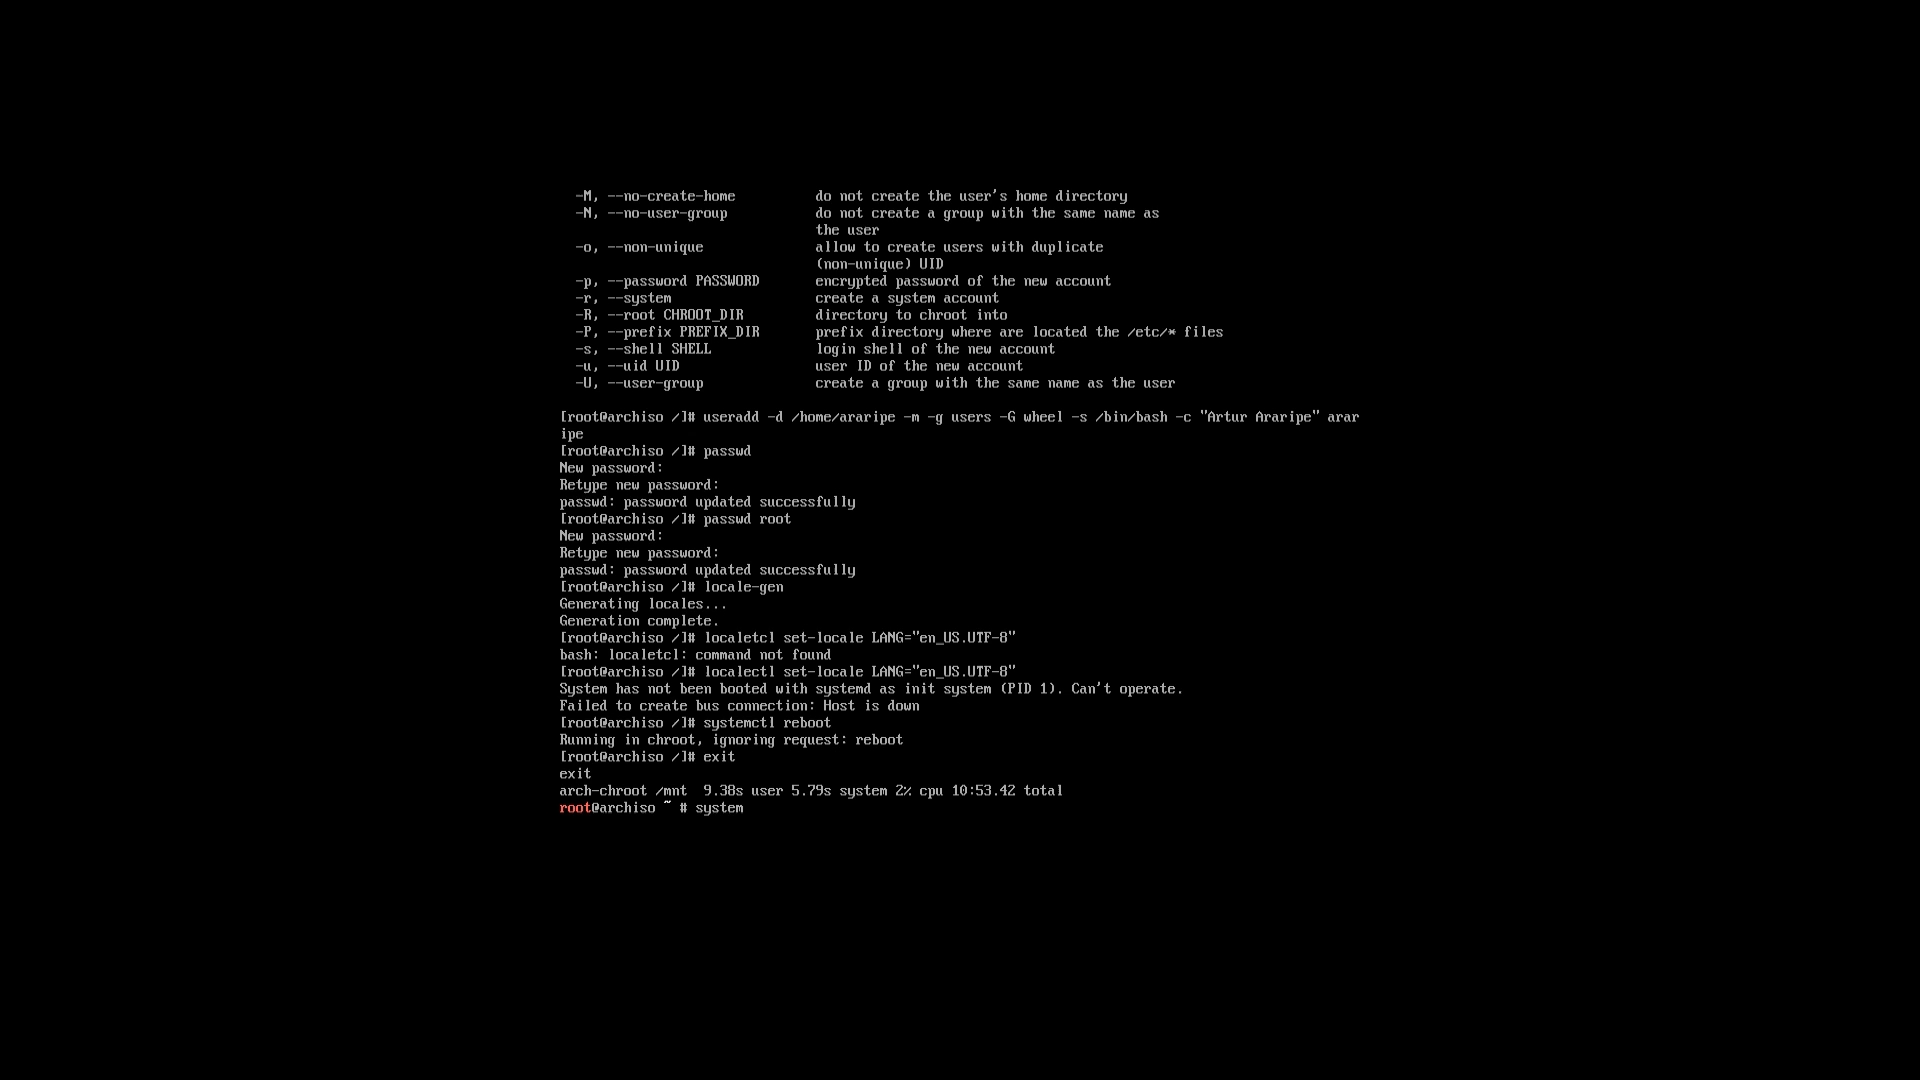 -M, --no-create-home          do not create the user's home directory
-N, --no-user-group           do not create a group with the same name as
the user
-o, --non-unique              allow to create users with duplicate
(non-unique) UID
-p, --password PASSWORD       encrypted password of the new account
-r, --system                  create a system account
-R, --root CHROOT_DIR         directory to chroot into
-P, --prefix PREFIX_DIR       prefix directory where are located the /etc/* files
-s, --shell SHELL             login shell of the new account
-u, --uid UID                 user ID of the new account
-U, --user-group              create a group with the same name as the user
[root@archiso /]# useradd -d /home/araripe -m -g users -G wheel -s /bin/bash -c "Artur Araripe" arar
ipe
[root@archiso /]# passwd
New password:
Retype new password:
passwd: password updated successfully
[root@archiso /]# passwd root
New password:
Retype new password:
passwd: password updated successfully
[root@archiso /]# locale-gen
Generating locales...
Generation complete.
[root@archiso /]# localetcl set-locale LANG="en_US.UTF-8"
bash: localetcl: command not found
[root@archiso /]# localectl set-locale LANG="en_US.UTF-8"
System has not been booted with systemd as init system (PID 1). Can't operate.
Failed to create bus connection: Host is down
[root@archiso /]# systemctl reboot
Running in chroot, ignoring request: reboot
[root@archiso /]# exit
exit
arch-chroot /mnt  9.38s user 5.79s system 2% cpu 10:53.42 total
root@archiso ~ # system